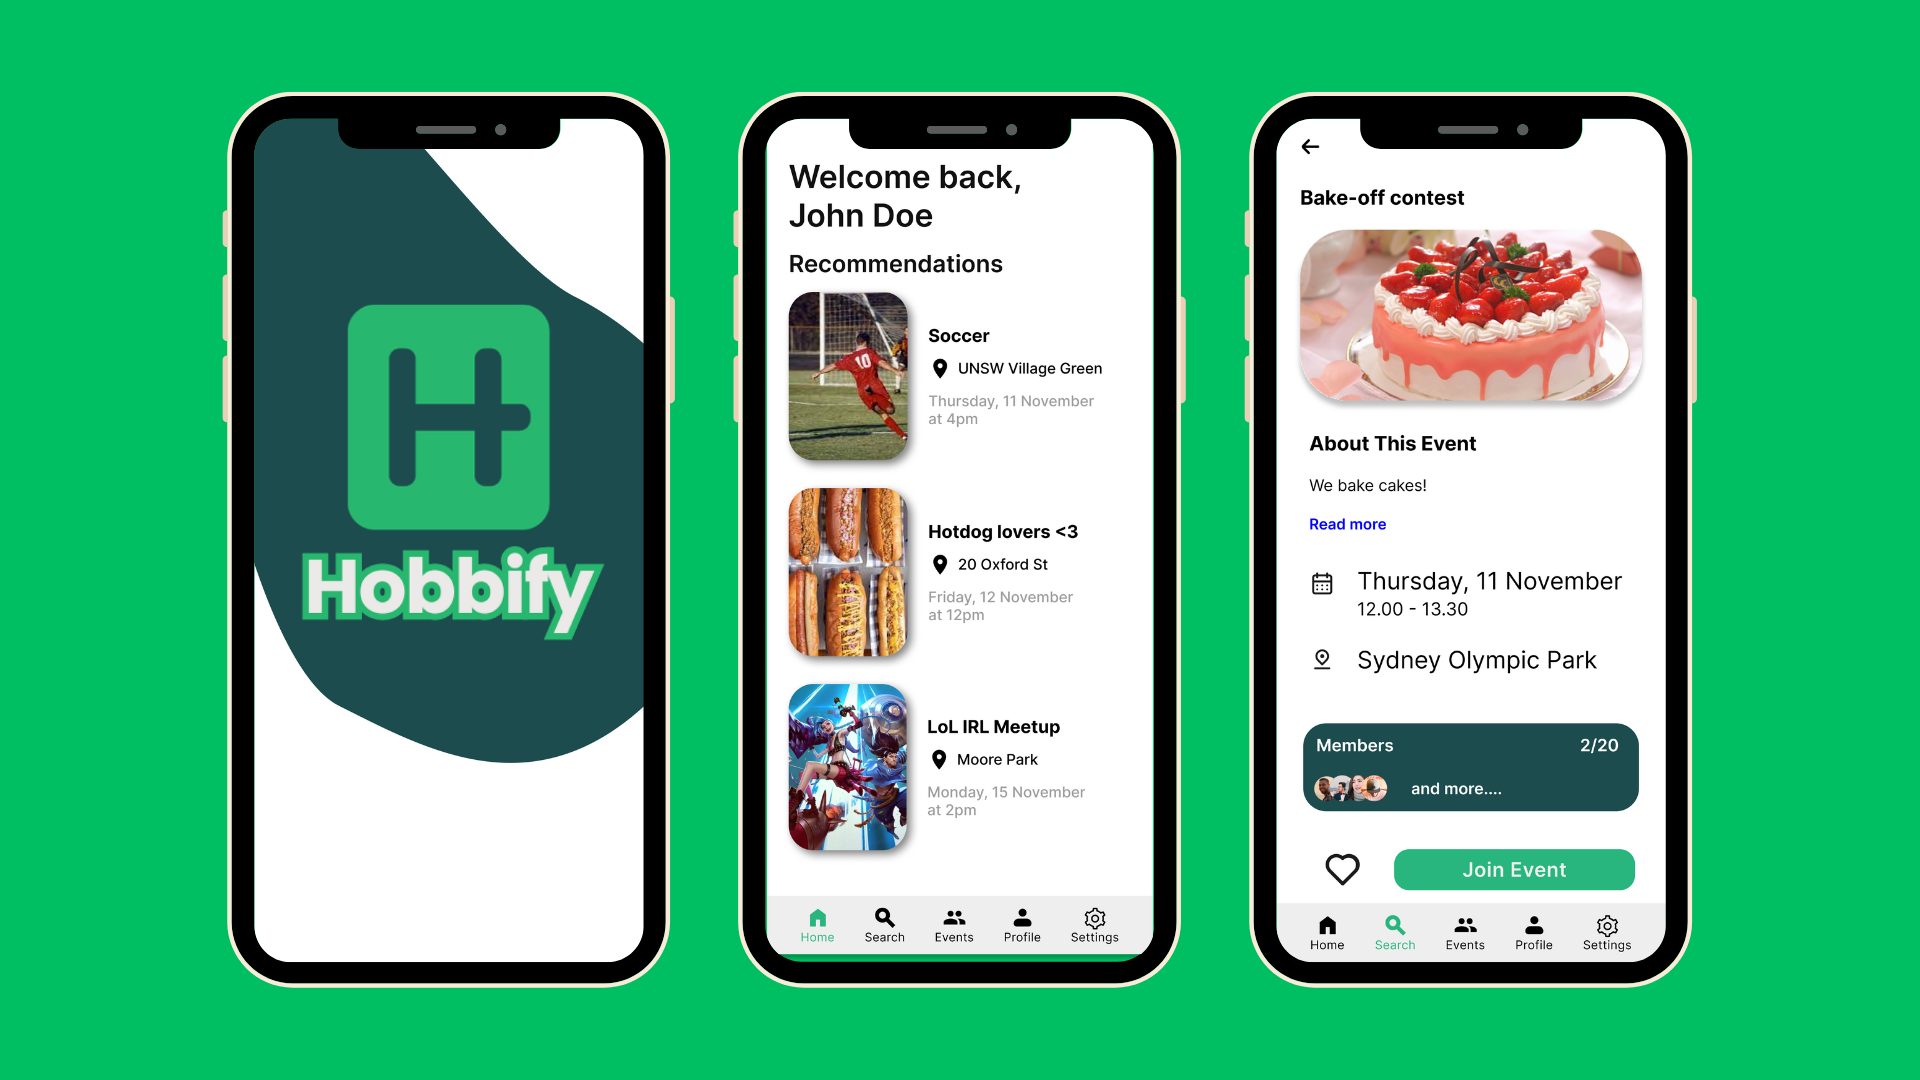 H
Hobbify
Welcome back,
John Doe
Recommendations
10
Soccer
UNSW Village Green
Thursday, 11 November
at 4pm
Hotdog lovers <3
20 Oxford St
Friday, 12 November
at 12pm
LoL IRL Meetup
Moore Park
Monday, 15 November
at 2pm
Home Search Events Profile Settings
Bake-off contest
About This Event
We bake cakes!
Read more
Thursday, 11 November
12.00 - 13.30
Sydney Olympic Park
Members 2/20
and more....
Join Event
Home Search Events Profile Settings